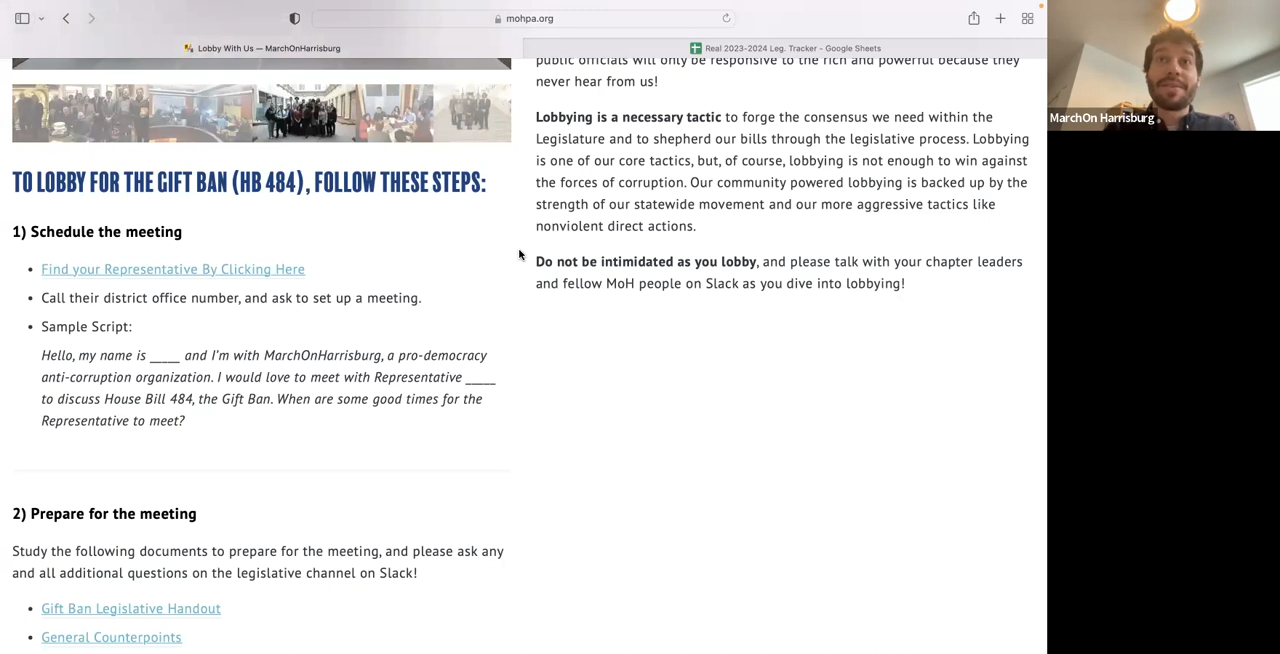 mohpa.org
Lobby With Us — MarchOnHarrisburg
Real 2023-2024 Leg. Tracker - Google Sheets
TO LOBBY FOR THE GIFT BAN (HB 484), FOLLOW THESE STEPS:
1) Schedule the meeting
• Find your Representative By Clicking Here
• Call their district office number, and ask to set up a meeting.
• Sample Script:
Hello, my name is _____ and I'm with MarchOnHarrisburg, a pro-democracy
anti-corruption organization. I would love to meet with Representative _____
to discuss House Bill 484, the Gift Ban. When are some good times for the
Representative to meet?
2) Prepare for the meeting
Study the following documents to prepare for the meeting, and please ask any
and all additional questions on the legislative channel on Slack!
• Gift Ban Legislative Handout
• General Counterpoints
public officials will only be responsive to the rich and powerful because they
never hear from us!
Lobbying is a necessary tactic to forge the consensus we need within the
Legislature and to shepherd our bills through the legislative process. Lobbying
is one of our core tactics, but, of course, lobbying is not enough to win against
the forces of corruption. Our community powered lobbying is backed up by the
strength of our statewide movement and our more aggressive tactics like
nonviolent direct actions.
Do not be intimidated as you lobby, and please talk with your chapter leaders
and fellow MoH people on Slack as you dive into lobbying!
MarchOn Harrisburg